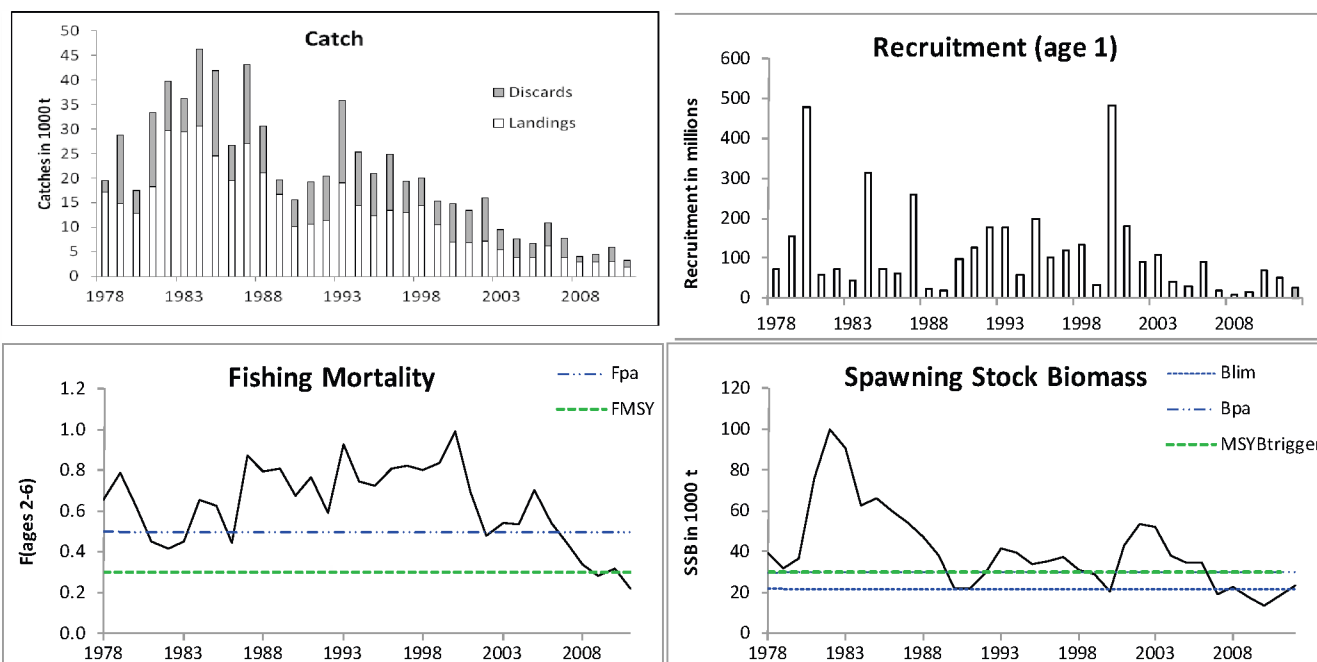 Catch
50
45
40
35
30
25
20
15
10
5
0
Catches in 1000 t
Discards
Landings
1978 1983 1988 1993 1998 2003 2008
Recruitment (age 1)
600
500
400
300
200
100
0
Recruitment in millions
1978 1983 1988 1993 1998 2003 2008
Fishing Mortality
1.2
1.0
0.8
0.6
0.4
0.2
0.0
F(ages 2-6)
Fpa
FMSY
1978 1983 1988 1993 1998 2003 2008
Spawning Stock Biomass
120
100
80
60
40
20
0
SSB in 1000 t
Blim
Bpa
MSYBtrigger
1978 1983 1988 1993 1998 2003 2008